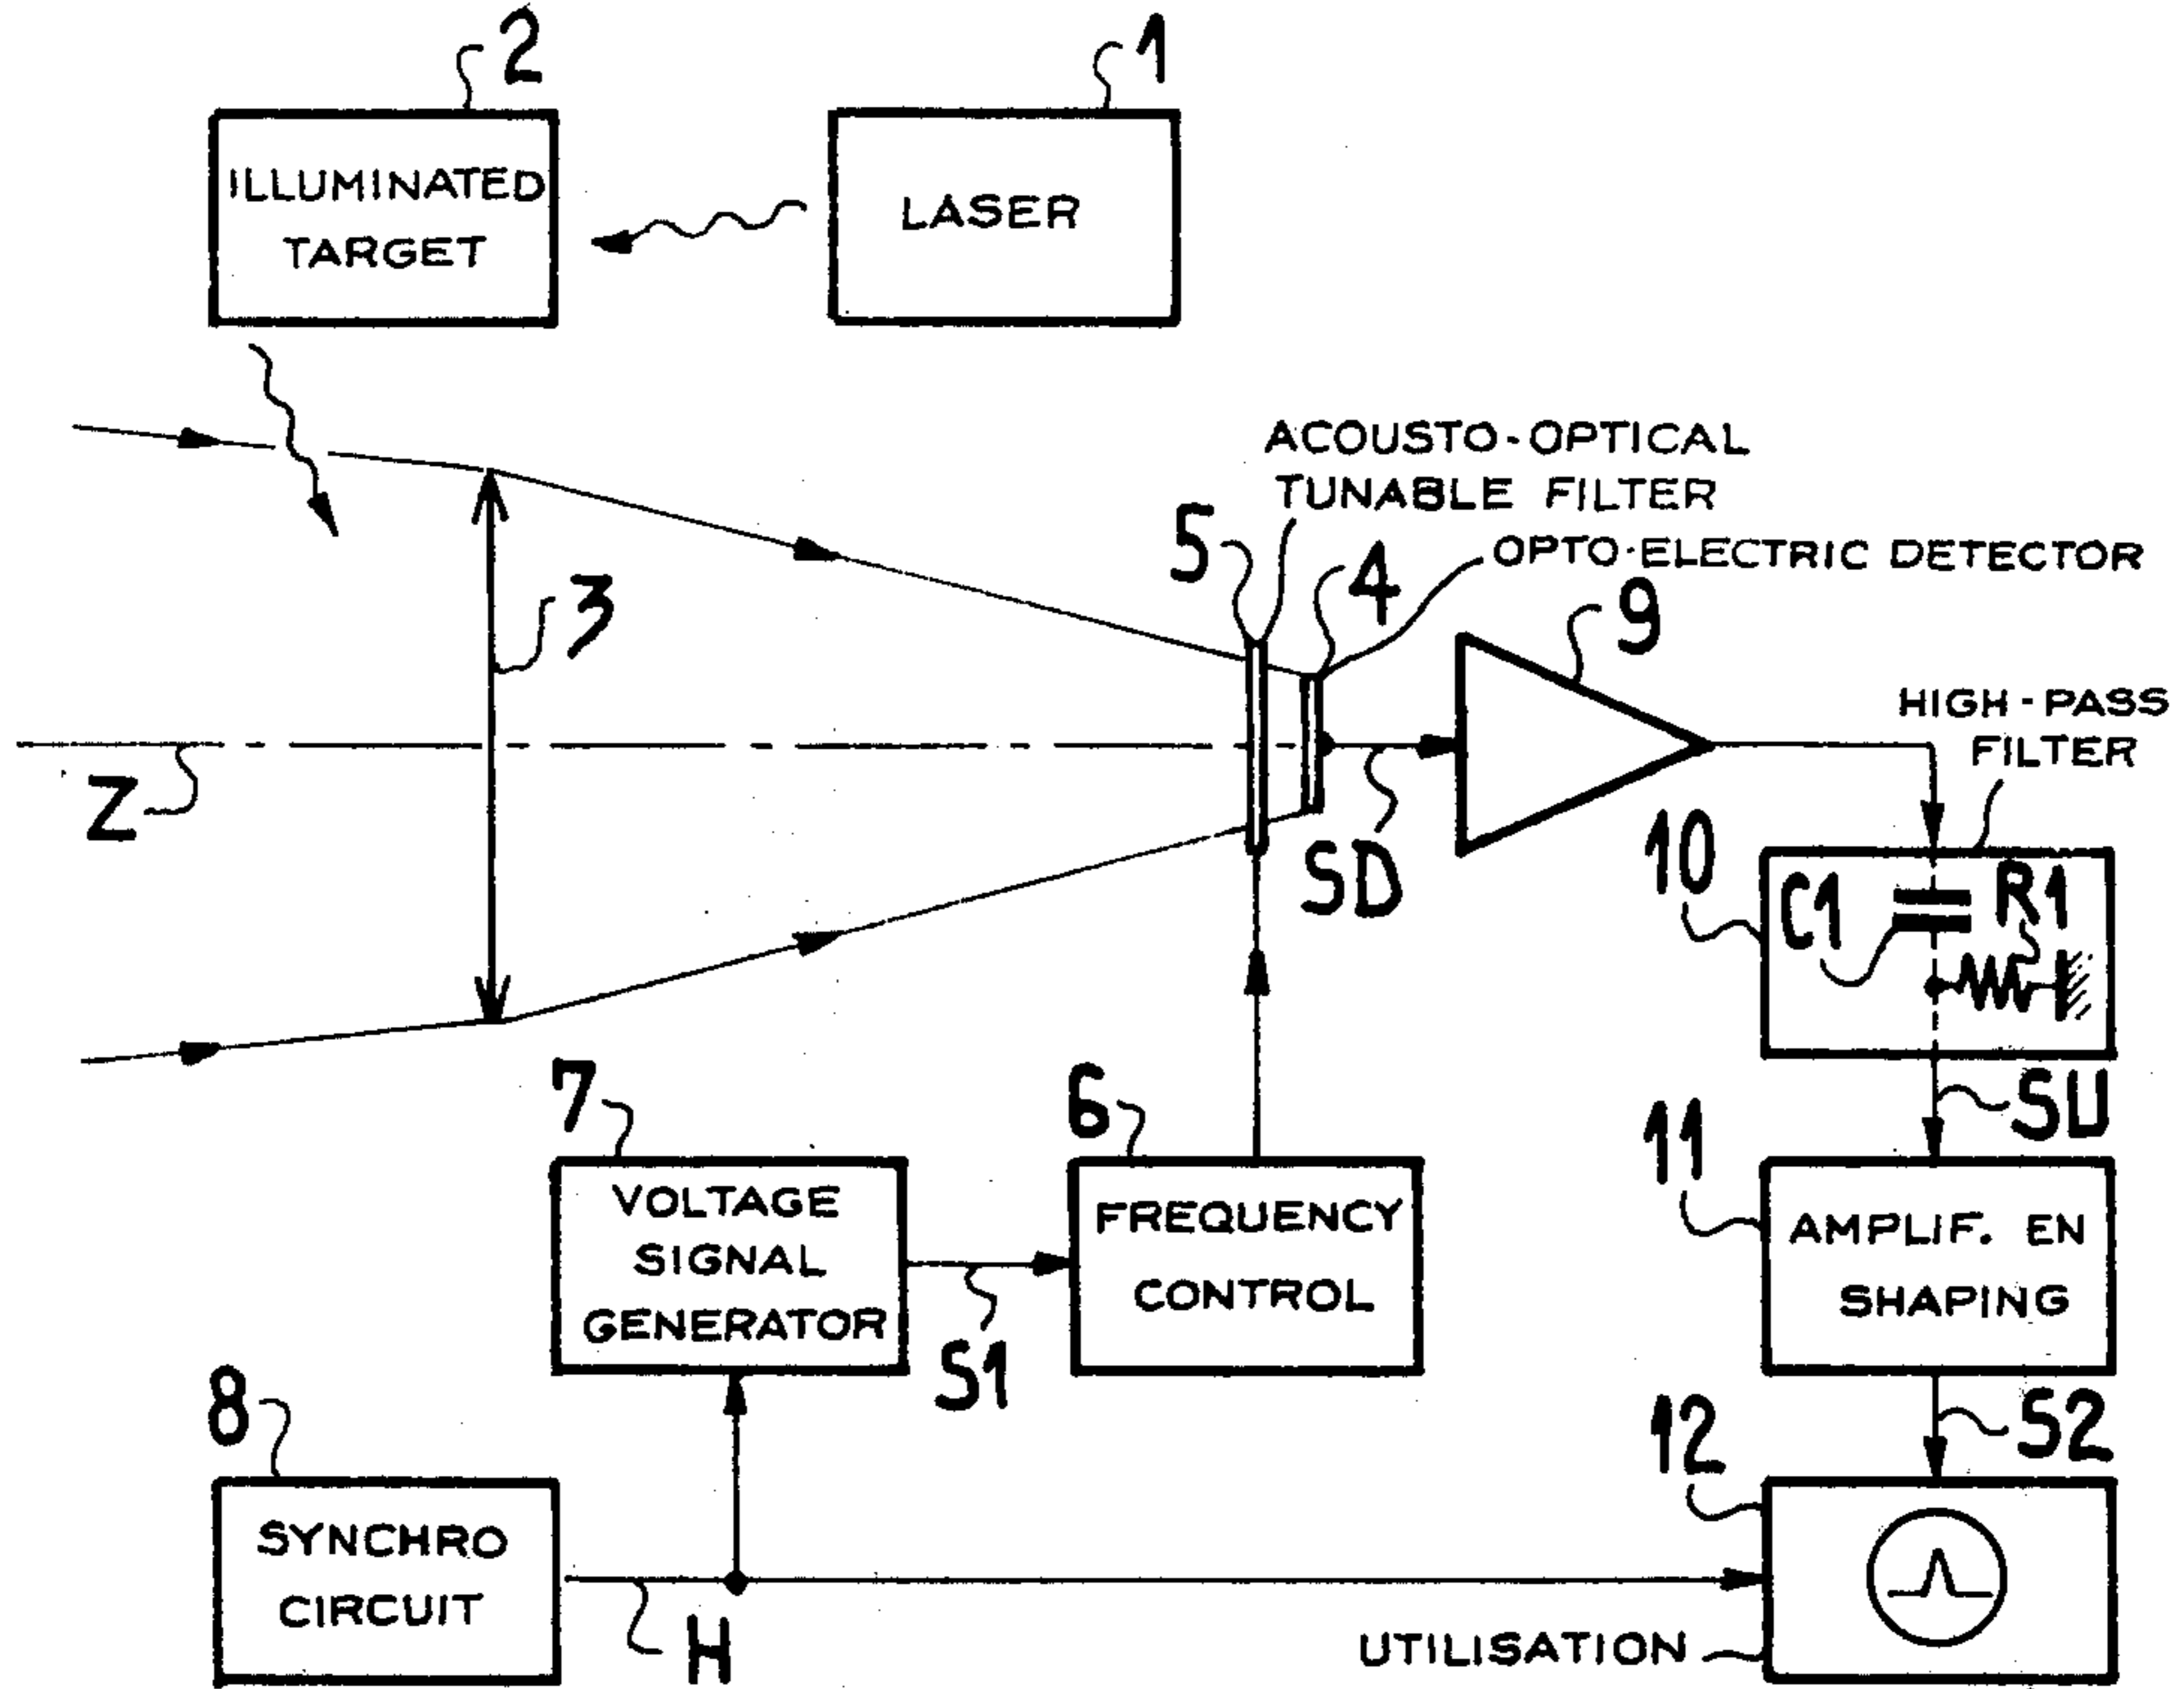 2
1
ILLUMINATED
TARGET
LASER
ACOUSTO-OPTICAL
TUNABLE FILTER
5
4
OPTO-ELECTRIC DETECTOR
3
9
HIGH-PASS
FILTER
Z
SD
10
C1
R1
7
6
SU
11
VOLTAGE
SIGNAL
GENERATOR
FREQUENCY
CONTROL
AMPLIF. EN
SHAPING
S1
8
12
S2
SYNCHRO
CIRCUIT
H
UTILISATION